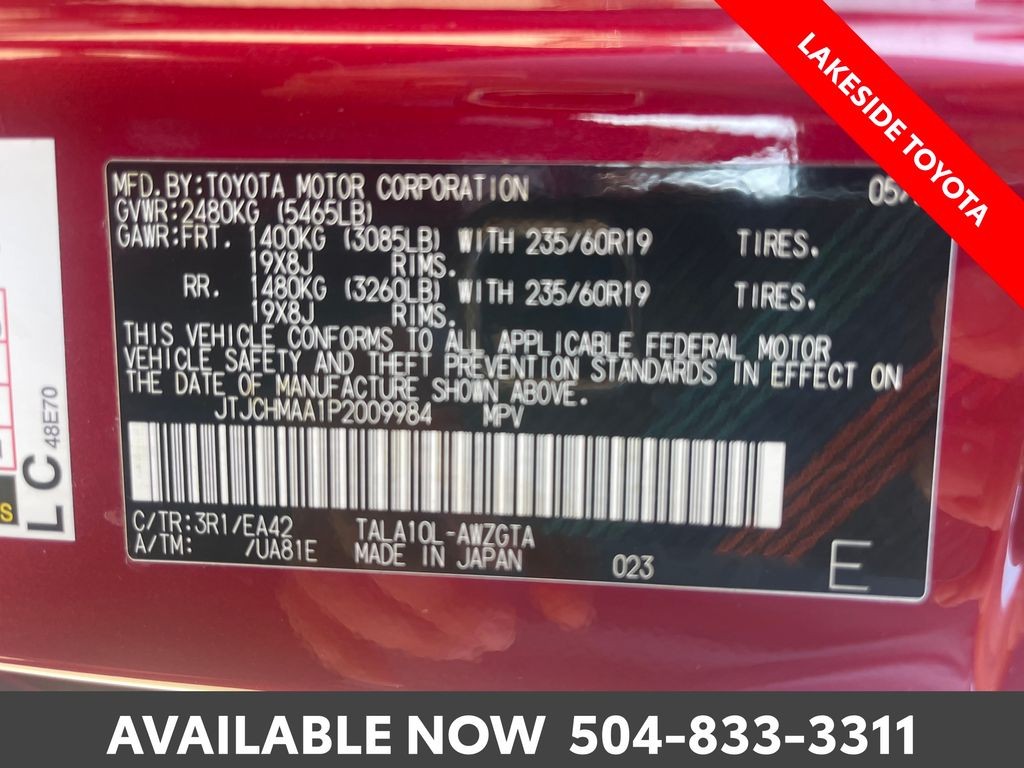 LAKESIDE TOYOTA
MFD. BY: TOYOTA MOTOR CORPORATION 05/
GVWR: 2480KG (5465LB)
GAWR: FRT. 1400KG (3085LB) WITH 235/60R19 TIRES.
19X8J RIMS.
RR. 1480KG (3260LB) WITH 235/60R19 TIRES.
19X8J RIMS.
THIS VEHICLE CONFORMS TO ALL APPLICABLE FEDERAL MOTOR
VEHICLE SAFETY AND THEFT PREVENTION STANDARDS IN EFFECT ON
THE DATE OF MANUFACTURE SHOWN ABOVE.
JTJCHMAA1P2009984 MPV
C/TR: 3R1/EA42 TALA10L-AWZGTA
A/TM: /UA81E MADE IN JAPAN 023 E
LC 48E70
S
AVAILABLE NOW 504-833-3311